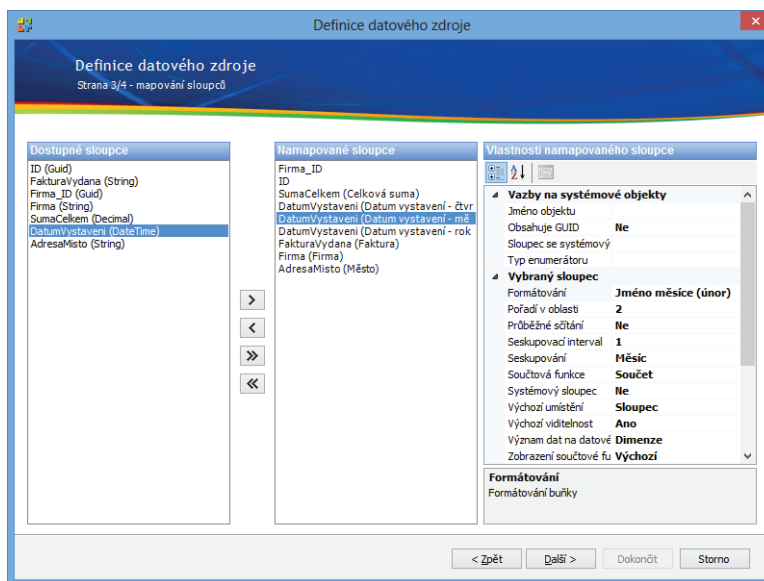 Definice datového zdroje
Definice datového zdroje
Strana 3/4 - mapování sloupců
Dostupné sloupce
ID (Guid)
FakturaVydana (String)
Firma_ID (Guid)
Firma (String)
SumaCelkem (Decimal)
DatumVystaveni (DateTime)
AdresaMisto (String)
Namapované sloupce
Firma_ID
ID
SumaCelkem (Celková suma)
DatumVystaveni (Datum vystavení - čtvr
DatumVystaveni (Datum vystavení - mě
DatumVystaveni (Datum vystavení - rok
FakturaVydana (Faktura)
Firma (Firma)
AdresaMisto (Město)
Vlastnosti namapovaného sloupce
Vazby na systémové objekty
Jméno objektu
Obsahuje GUID Ne
Sloupec se systémový
Typ enumerátoru
Vybraný sloupec
Formátování Jméno měsíce (únor)
Pořadí v oblasti 2
Průběžné sčítání Ne
Seskupovací interval 1
Seskupování Měsíc
Součtová funkce Součet
Systémový sloupec Ne
Výchozí umístění Sloupec
Výchozí viditelnost Ano
Význam dat na datové Dimenze
Zobrazení součtové fu Výchozí
Formátování
Formátování buňky
< Zpět
Další >
Dokončit
Storno